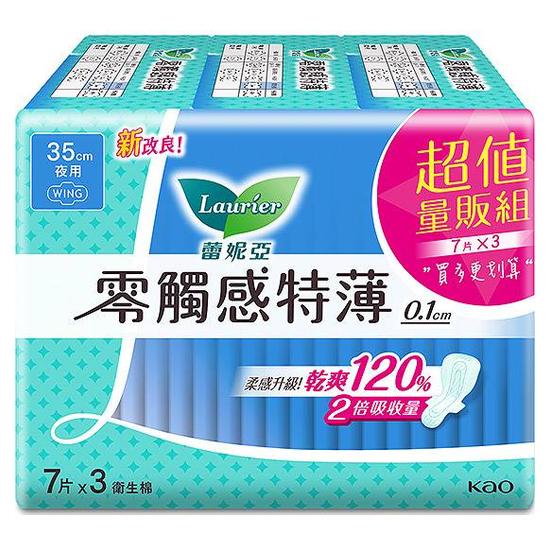 35cm
夜用
WING
新改良！
Laurier
蕾妮亞
零觸感特薄
0.1cm
超值
量販組
7片×3
"買多更划算"
柔感升級！乾爽120%
2倍吸收量
7片×3衛生棉
Kao